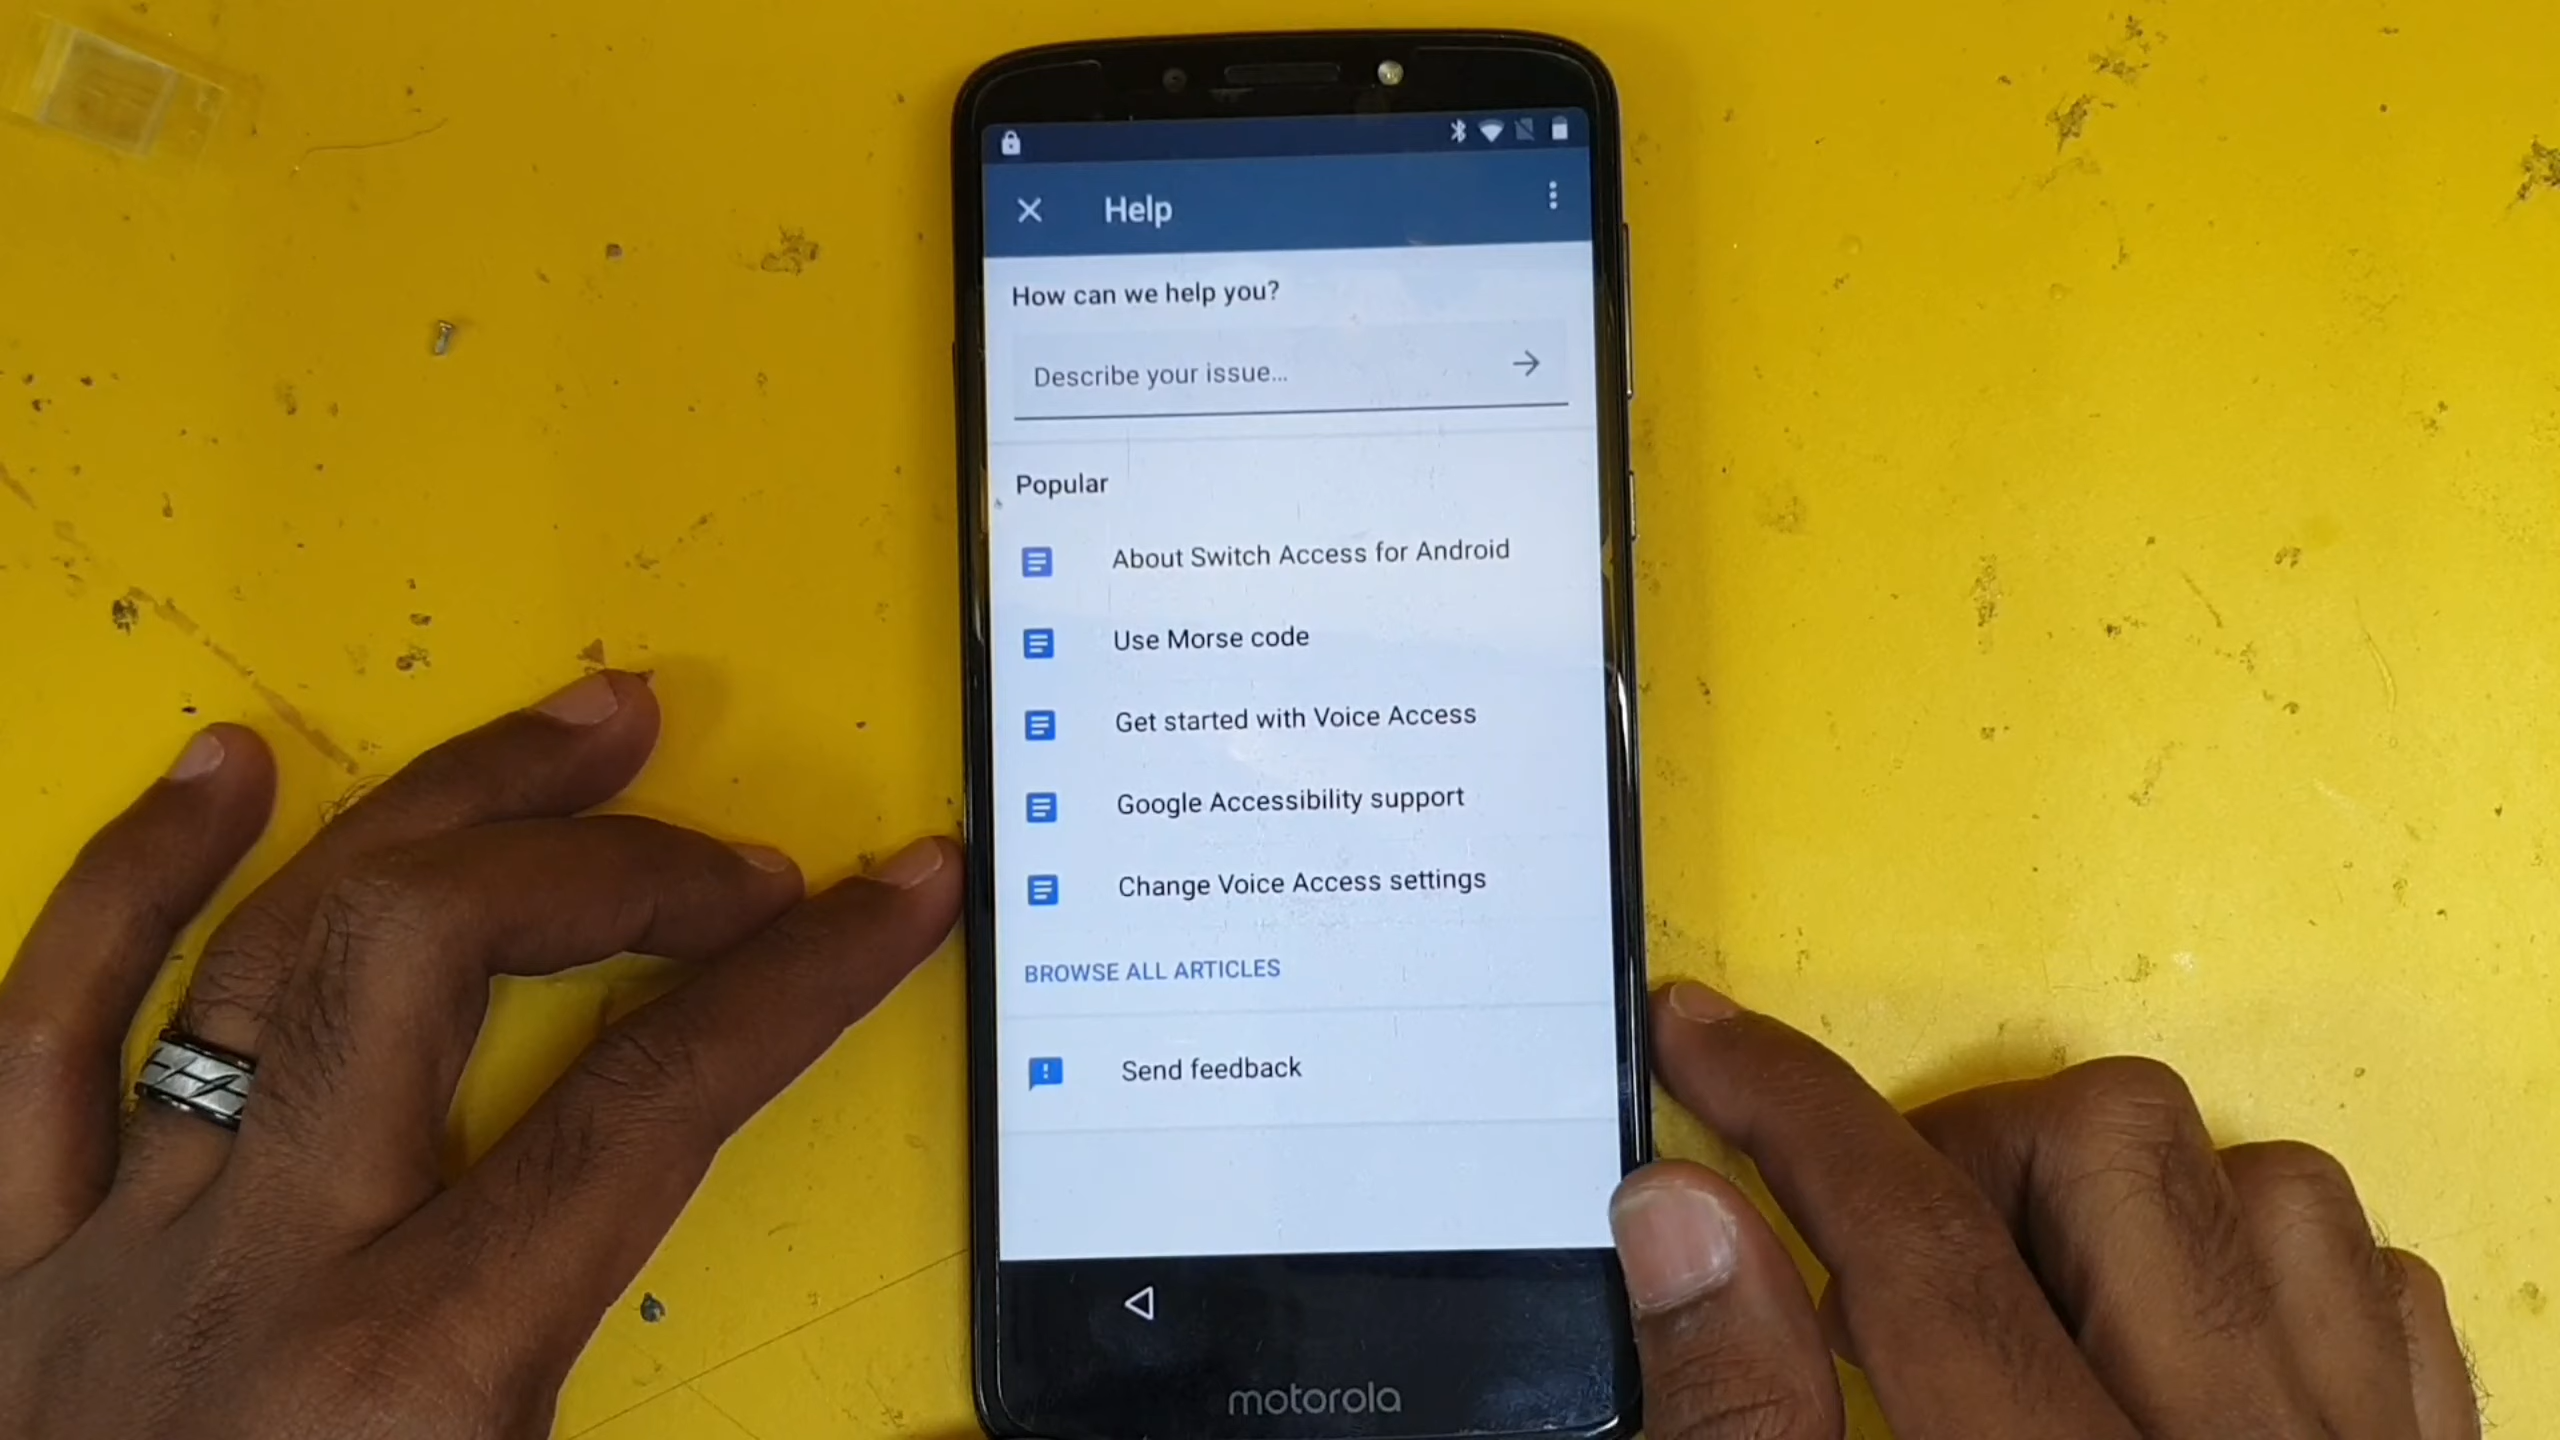 Help
How can we help you?
Describe your issue...
Popular
About Switch Access for Android
Use Morse code
Get started with Voice Access
Google Accessibility support
Change Voice Access settings
BROWSE ALL ARTICLES
Send feedback
motorola